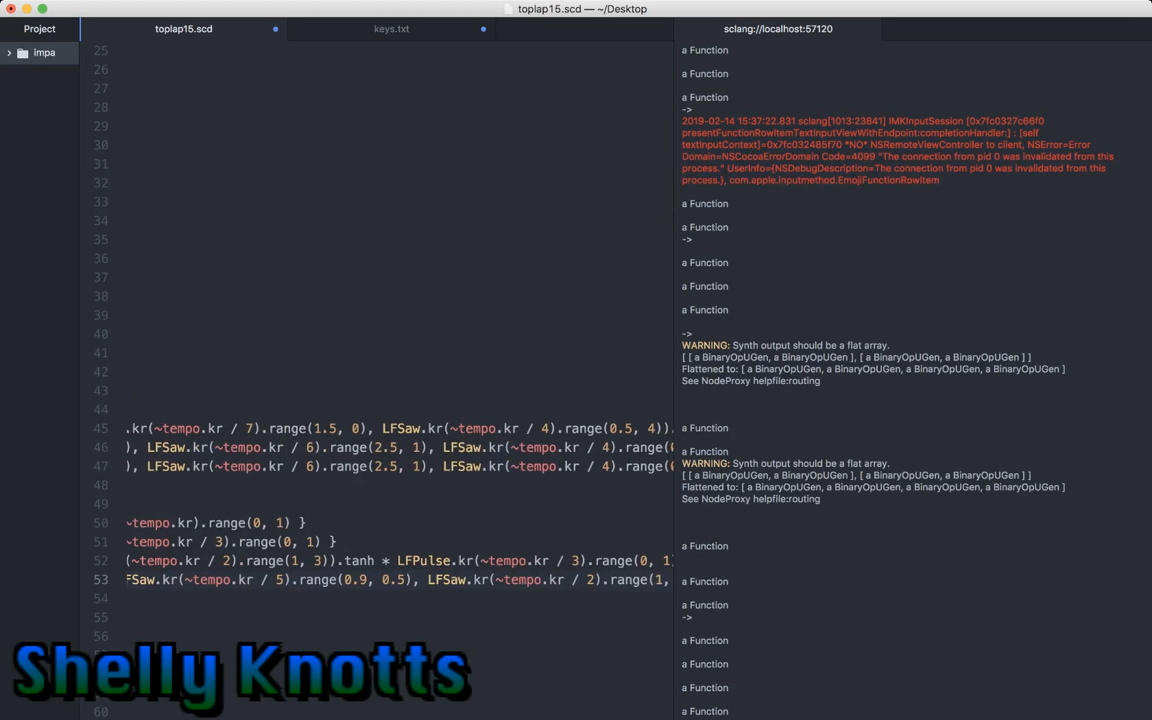 toplap15.scd — ~/Desktop
Project
toplap15.scd
keys.txt
sclang://localhost:57120
impa
25
26
27
28
29
30
31
32
33
34
35
36
37
38
39
40
41
42
43
44
45 .kr(~tempo.kr / 7).range(1.5, 0), LFSaw.kr(~tempo.kr / 4).range(0.5, 4)).
46 ), LFSaw.kr(~tempo.kr / 6).range(2.5, 1), LFSaw.kr(~tempo.kr / 4).range(0
47 ), LFSaw.kr(~tempo.kr / 6).range(2.5, 1), LFSaw.kr(~tempo.kr / 4).range(0
48
49
50 ~tempo.kr).range(0, 1) }
51 ~tempo.kr / 3).range(0, 1) }
52 (~tempo.kr / 2).range(1, 3)).tanh * LFPulse.kr(~tempo.kr / 3).range(0, 1
53 FSaw.kr(~tempo.kr / 5).range(0.9, 0.5), LFSaw.kr(~tempo.kr / 2).range(1,
54
55
56
60
a Function
a Function
a Function
->
2019-02-14 15:37:22.831 sclang[1013:23841] IMKInputSession [0x7fc0327c66f0
presentFunctionRowItemTextInputViewWithEndpoint:completionHandler:] : [self
textInputContext]=0x7fc032485f70 *NO* NSRemoteViewController to client, NSError=Error
Domain=NSCocoaErrorDomain Code=4099 "The connection from pid 0 was invalidated from this
process." UserInfo={NSDebugDescription=The connection from pid 0 was invalidated from this
process.}, com.apple.inputmethod.EmojiFunctionRowItem
a Function
a Function
->
a Function
a Function
a Function
->
WARNING: Synth output should be a flat array.
[ [ a BinaryOpUGen, a BinaryOpUGen ], [ a BinaryOpUGen, a BinaryOpUGen ] ]
Flattened to: [ a BinaryOpUGen, a BinaryOpUGen, a BinaryOpUGen, a BinaryOpUGen ]
See NodeProxy helpfile:routing
a Function
a Function
WARNING: Synth output should be a flat array.
[ [ a BinaryOpUGen, a BinaryOpUGen ], [ a BinaryOpUGen, a BinaryOpUGen ] ]
Flattened to: [ a BinaryOpUGen, a BinaryOpUGen, a BinaryOpUGen, a BinaryOpUGen ]
See NodeProxy helpfile:routing
a Function
a Function
a Function
->
a Function
a Function
a Function
a Function
Shelly Knotts